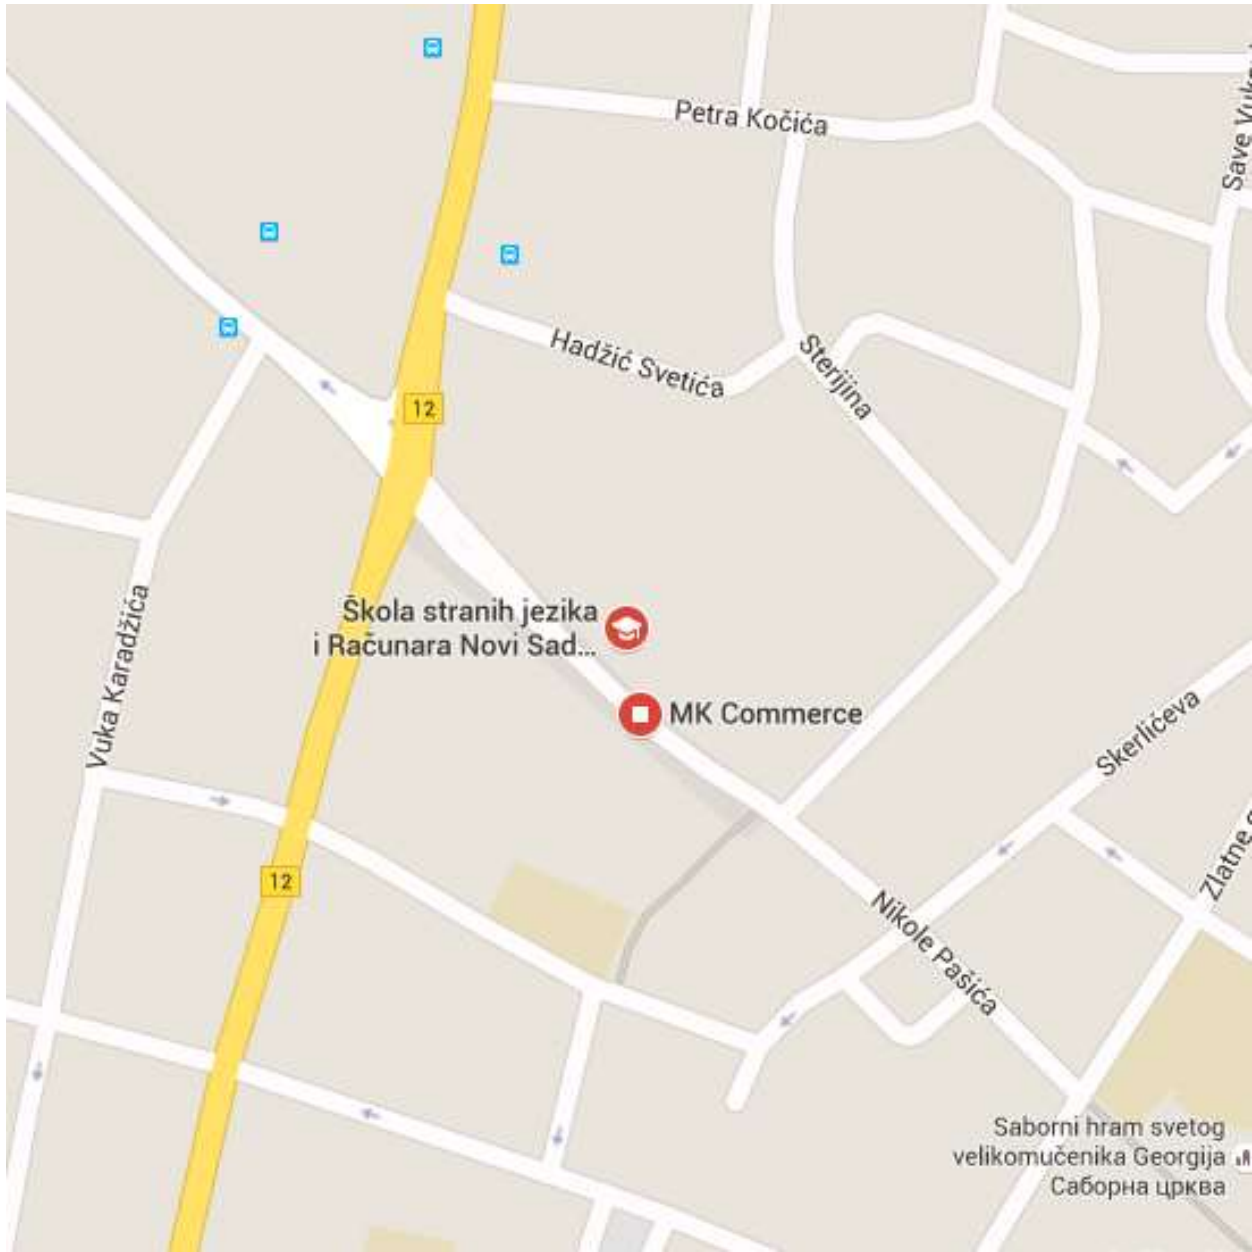 Petra Kočića
Save
Hadžić Svetića
Sterijina
12
Škola stranih jezika
i Računara Novi Sad...
MK Commerce
Vuka Karadžića
Skerlićeva
Zlatne
12
Nikole Pašića
Saborni hram svetog
velikomučenika Georgija
Саборна црква